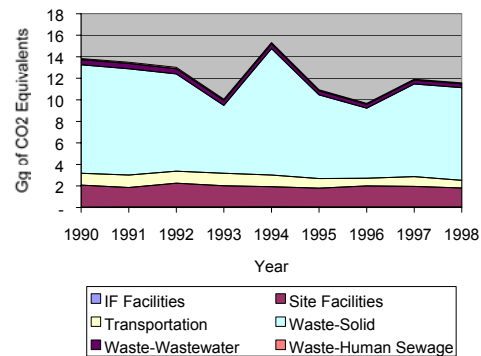 18
16
14
12
10
8
6
4
2
-
Gg of CO2 Equivalents
1990 1991 1992 1993 1994 1995 1996 1997 1998
Year
IF Facilities Site Facilities
Transportation Waste-Solid
Waste-Wastewater Waste-Human Sewage